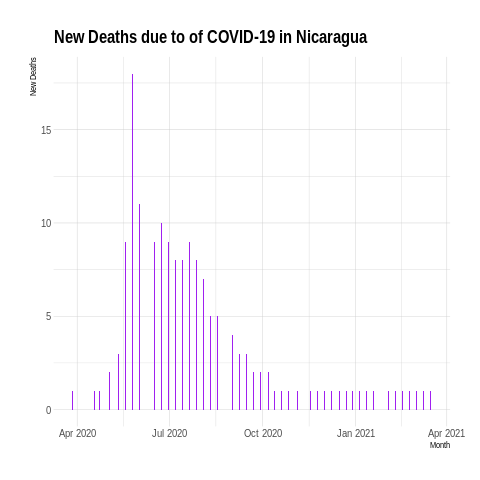 New Deaths due to of COVID-19 in Nicaragua
New Deaths
15
10
5
0
Apr 2020
Jul 2020
Oct 2020
Jan 2021
Apr 2021
Month